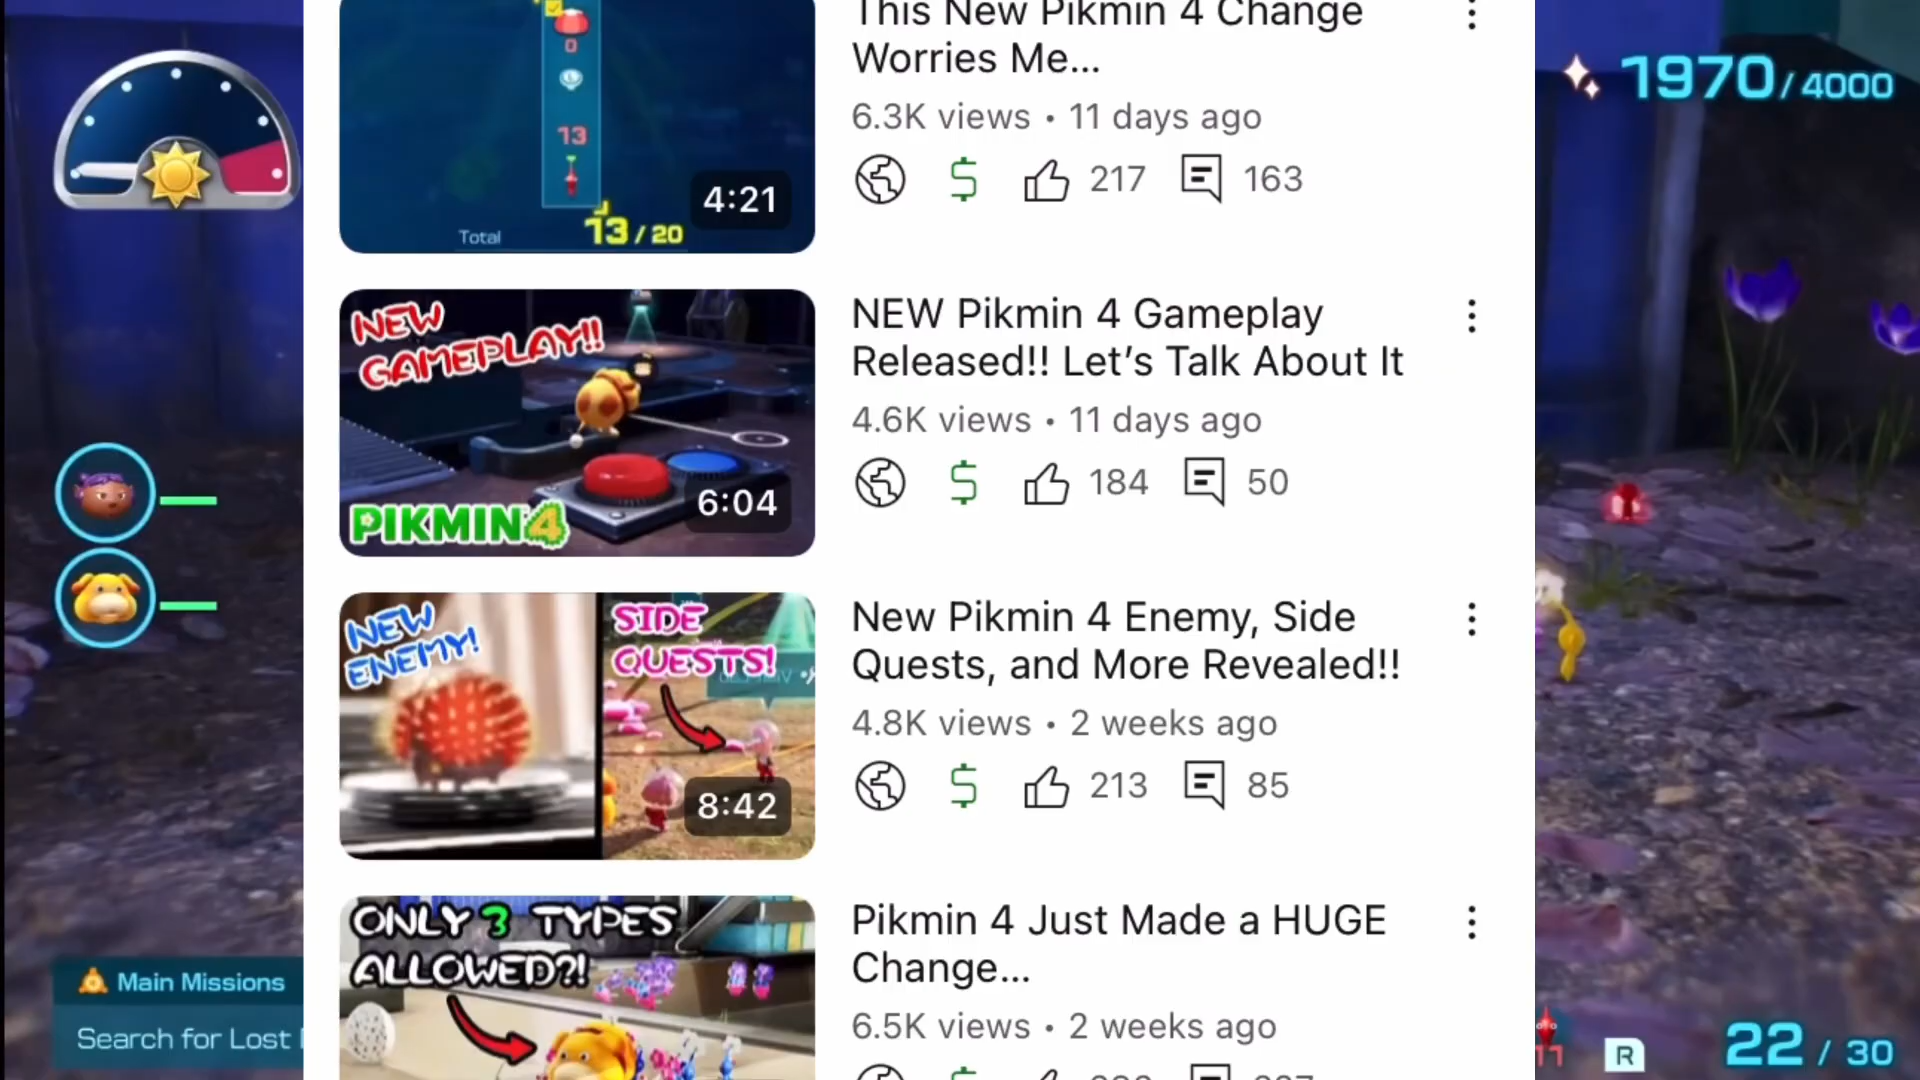 This New Pikmin 4 Change
Worries Me...
6.3K views • 11 days ago
217
163
0
13
4:21
Total
13 / 20
1970 / 4000
NEW
GAMEPLAY!!
PIKMIN 4
6:04
NEW Pikmin 4 Gameplay
Released!! Let’s Talk About It
4.6K views • 11 days ago
184
50
NEW
ENEMY!
SIDE
QUESTS!
8:42
New Pikmin 4 Enemy, Side
Quests, and More Revealed!!
4.8K views • 2 weeks ago
213
85
ONLY 3 TYPES
ALLOWED?!
Pikmin 4 Just Made a HUGE
Change...
6.5K views • 2 weeks ago
Main Missions
Search for Lost
R
22 / 30